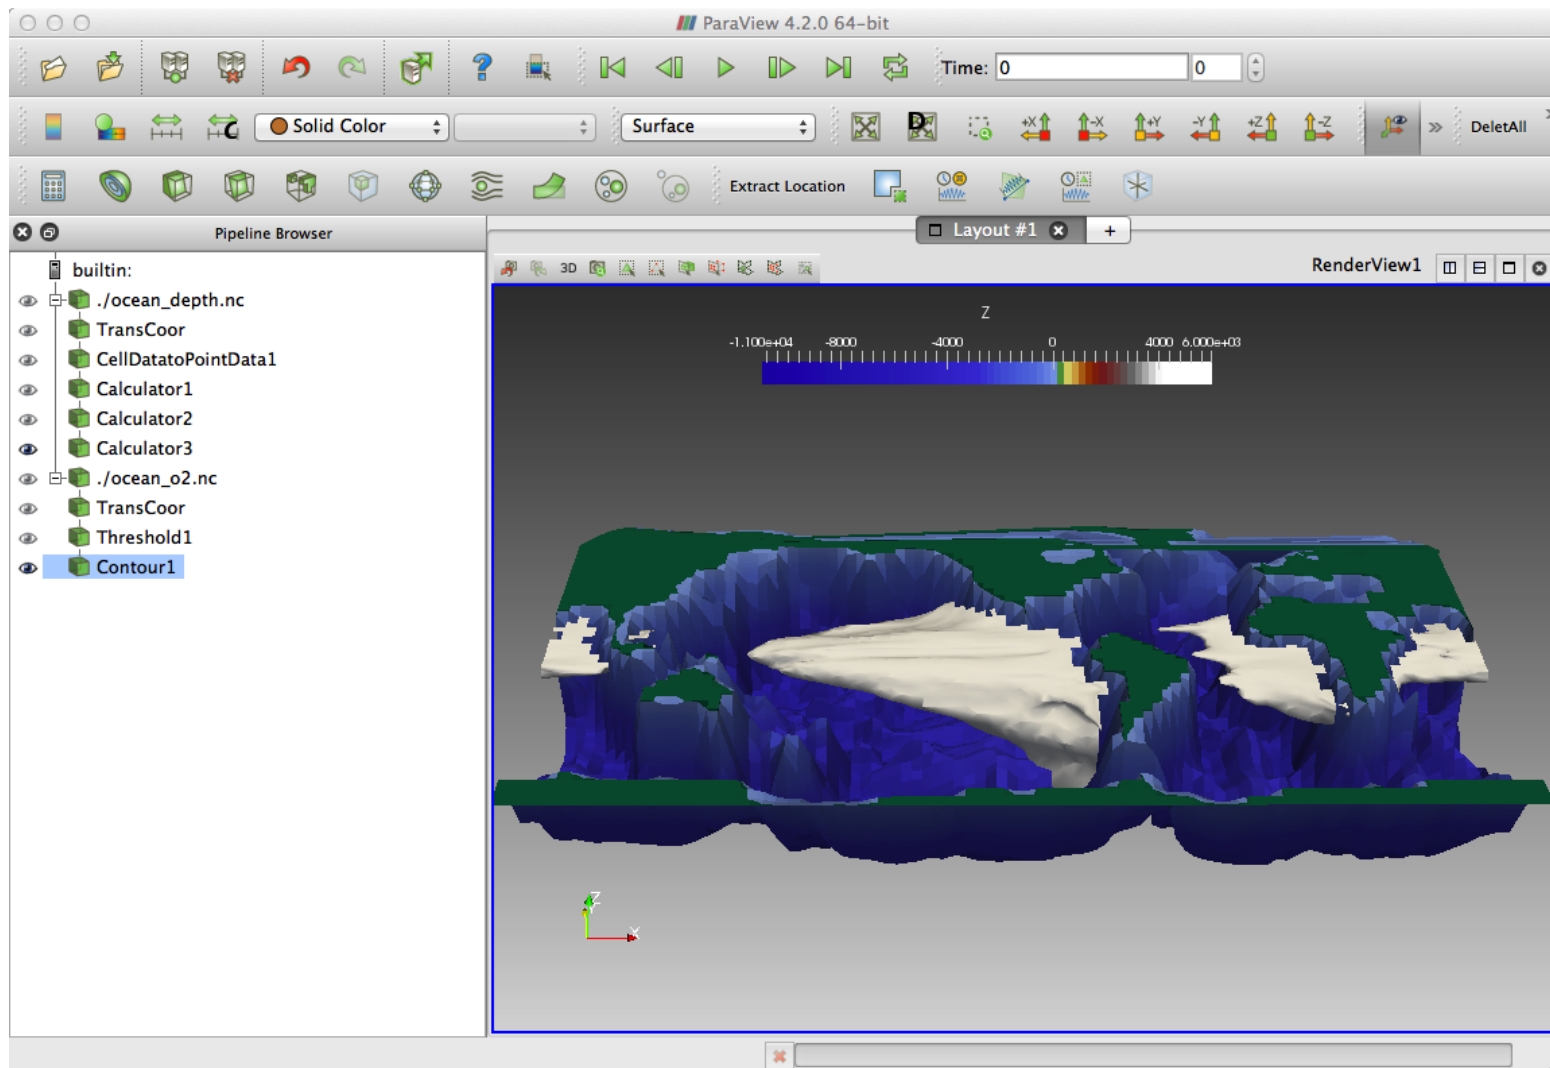 ParaView 4.2.0 64-bit
Time: 0 0
C Solid Color Surface D +X -X +Y -Y +Z -Z DeletAll
Extract Location
Pipeline Browser
Layout #1 +
builtin:
3D RenderView1
./ocean_depth.nc
TransCoor
CellDatatoPointData1
Calculator1
Calculator2
Calculator3
./ocean_o2.nc
TransCoor
Threshold1
Contour1
Z
-1.100e+04 -8000 -4000 0 4000 6.000e+03
Z
Y
X